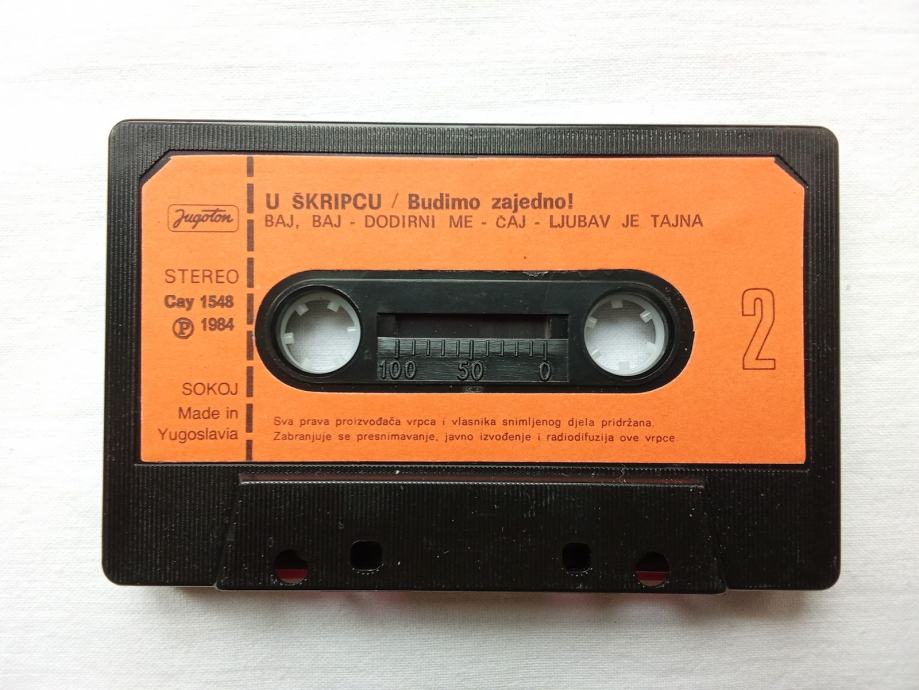 U ŠKRIPCU / Budimo zajedno!
BAJ, BAJ - DODIRNI ME - ČAJ - LJUBAV JE TAJNA
Jugoton
STEREO
Cay 1548
Ⓟ 1984
2
100 50 0
SOKOJ
Made in
Yugoslavia
Sva prava proizvođača vrpca i vlasnika snimljenog djela pridržana.
Zabranjuje se presnimavanje, javno izvođenje i radiodifuzija ove vrpce